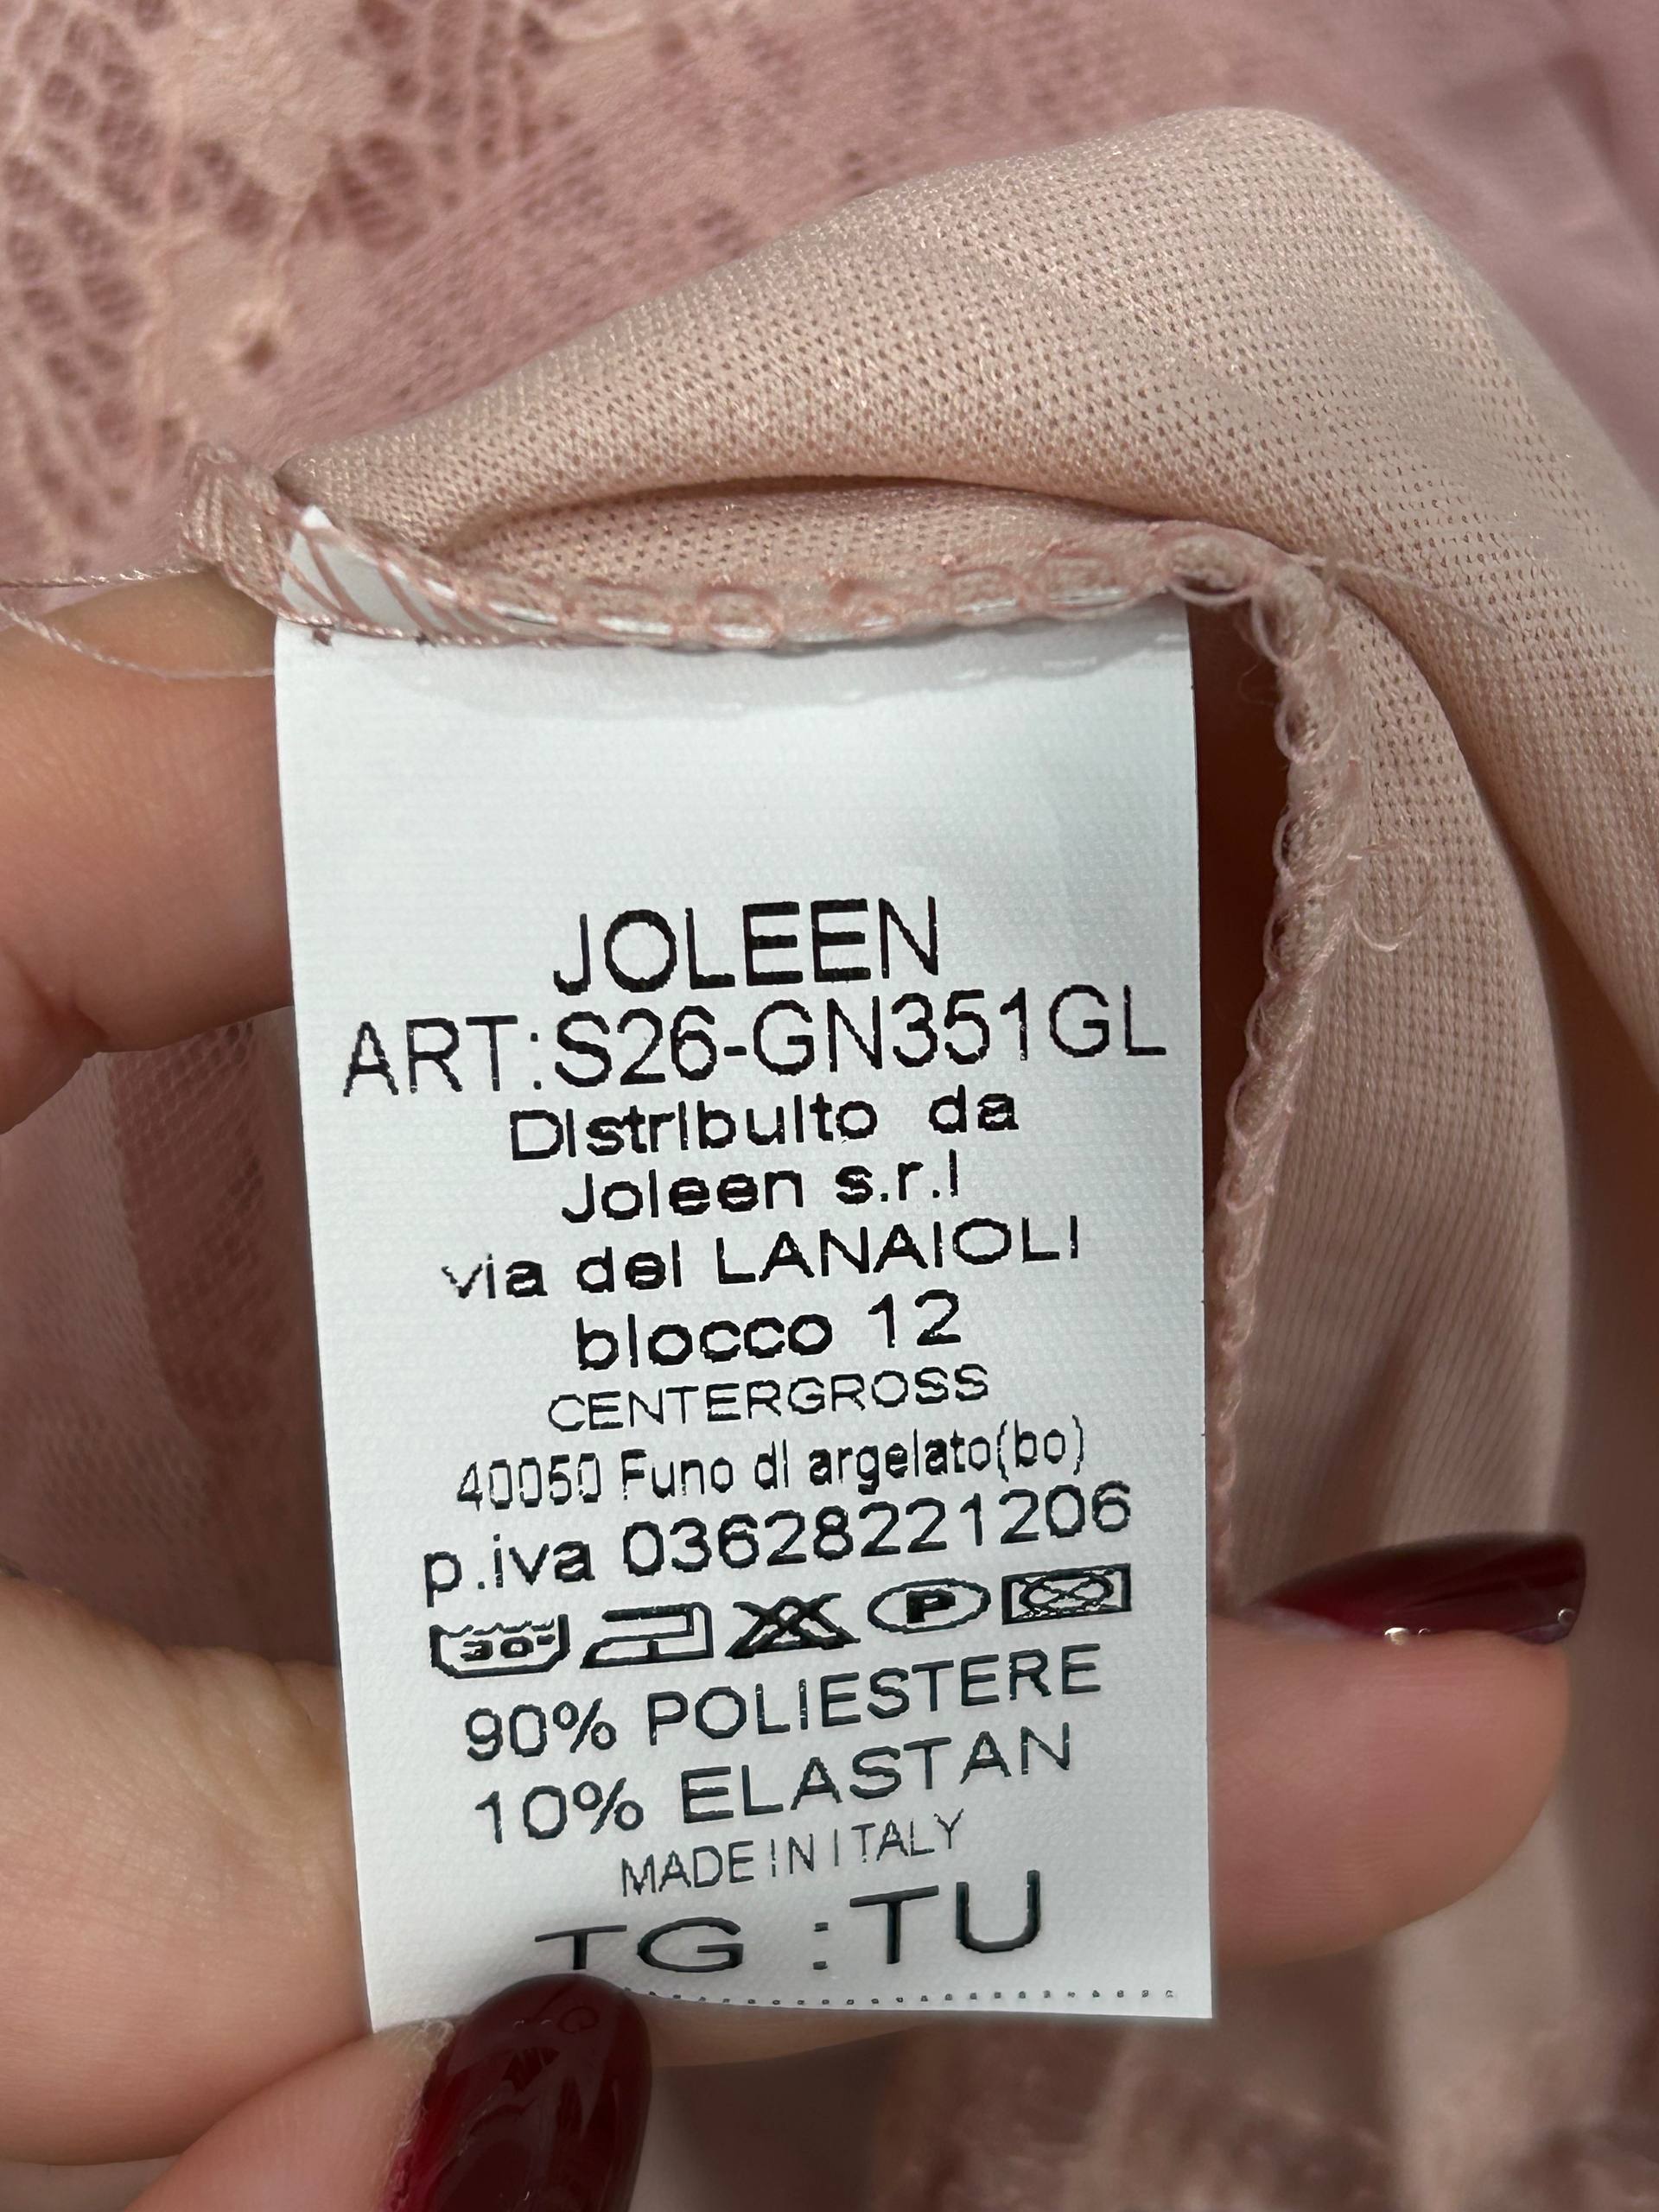 JOLEEN
ART:S26-GN351GL
Distribuito da
Joleen s.r.l
via dei LANAIOLI
blocco 12
CENTERGROSS
40050 Funo di argelato(bo)
p.iva 03628221206
30° P
90% POLIESTERE
10% ELASTAN
MADE IN ITALY
TG :TU